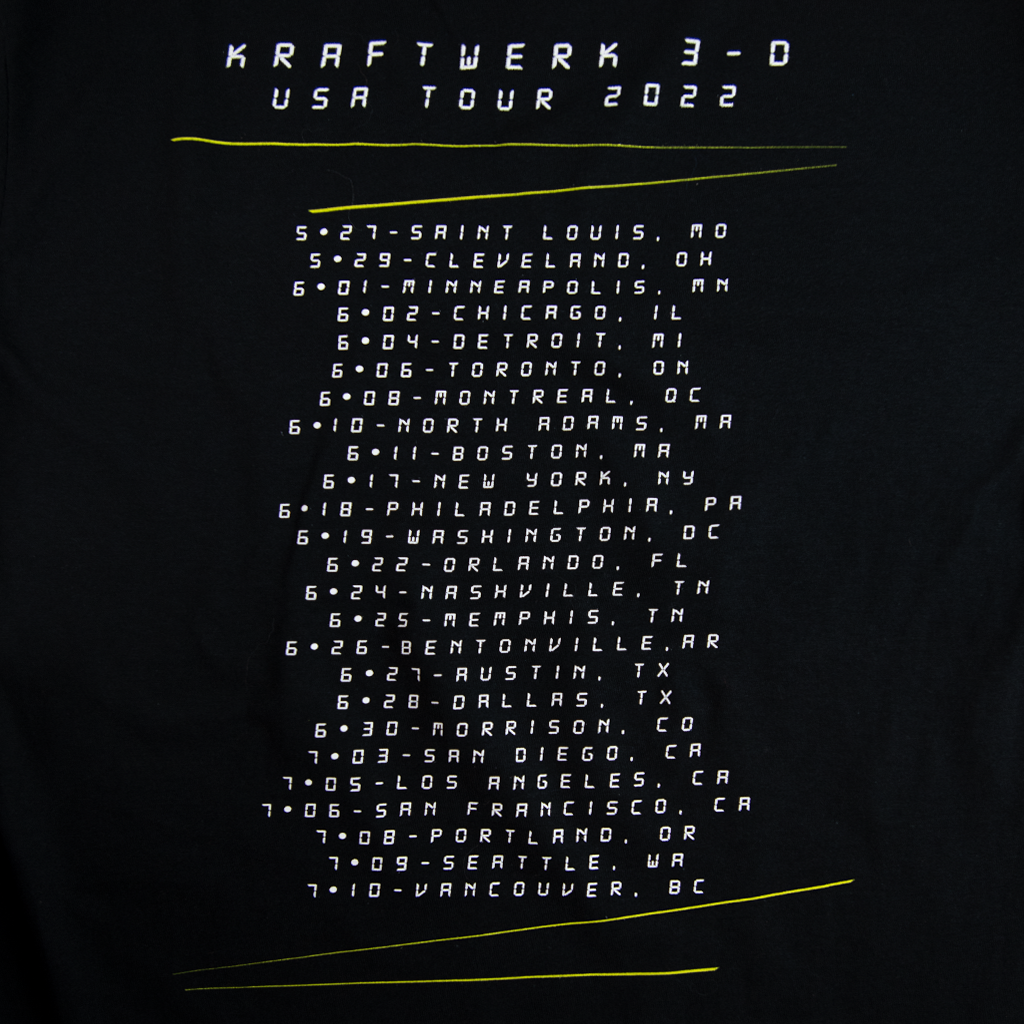 KRAFTWERK 3-D
USA TOUR 2022
5•27-SAINT LOUIS, MO
5•29-CLEVELAND, OH
6•01-MINNEAPOLIS, MN
6•02-CHICAGO, IL
6•04-DETROIT, MI
6•06-TORONTO, ON
6•08-MONTREAL, QC
6•10-NORTH ADAMS, MA
6•11-BOSTON, MA
6•17-NEW YORK, NY
6•18-PHILADELPHIA, PA
6•19-WASHINGTON, DC
6•22-ORLANDO, FL
6•24-NASHVILLE, TN
6•25-MEMPHIS, TN
6•26-BENTONVILLE,AR
6•27-AUSTIN, TX
6•28-DALLAS, TX
6•30-MORRISON, CO
7•03-SAN DIEGO, CA
7•05-LOS ANGELES, CA
7•06-SAN FRANCISCO, CA
7•08-PORTLAND, OR
7•09-SEATTLE, WA
7•10-VANCOUVER, BC